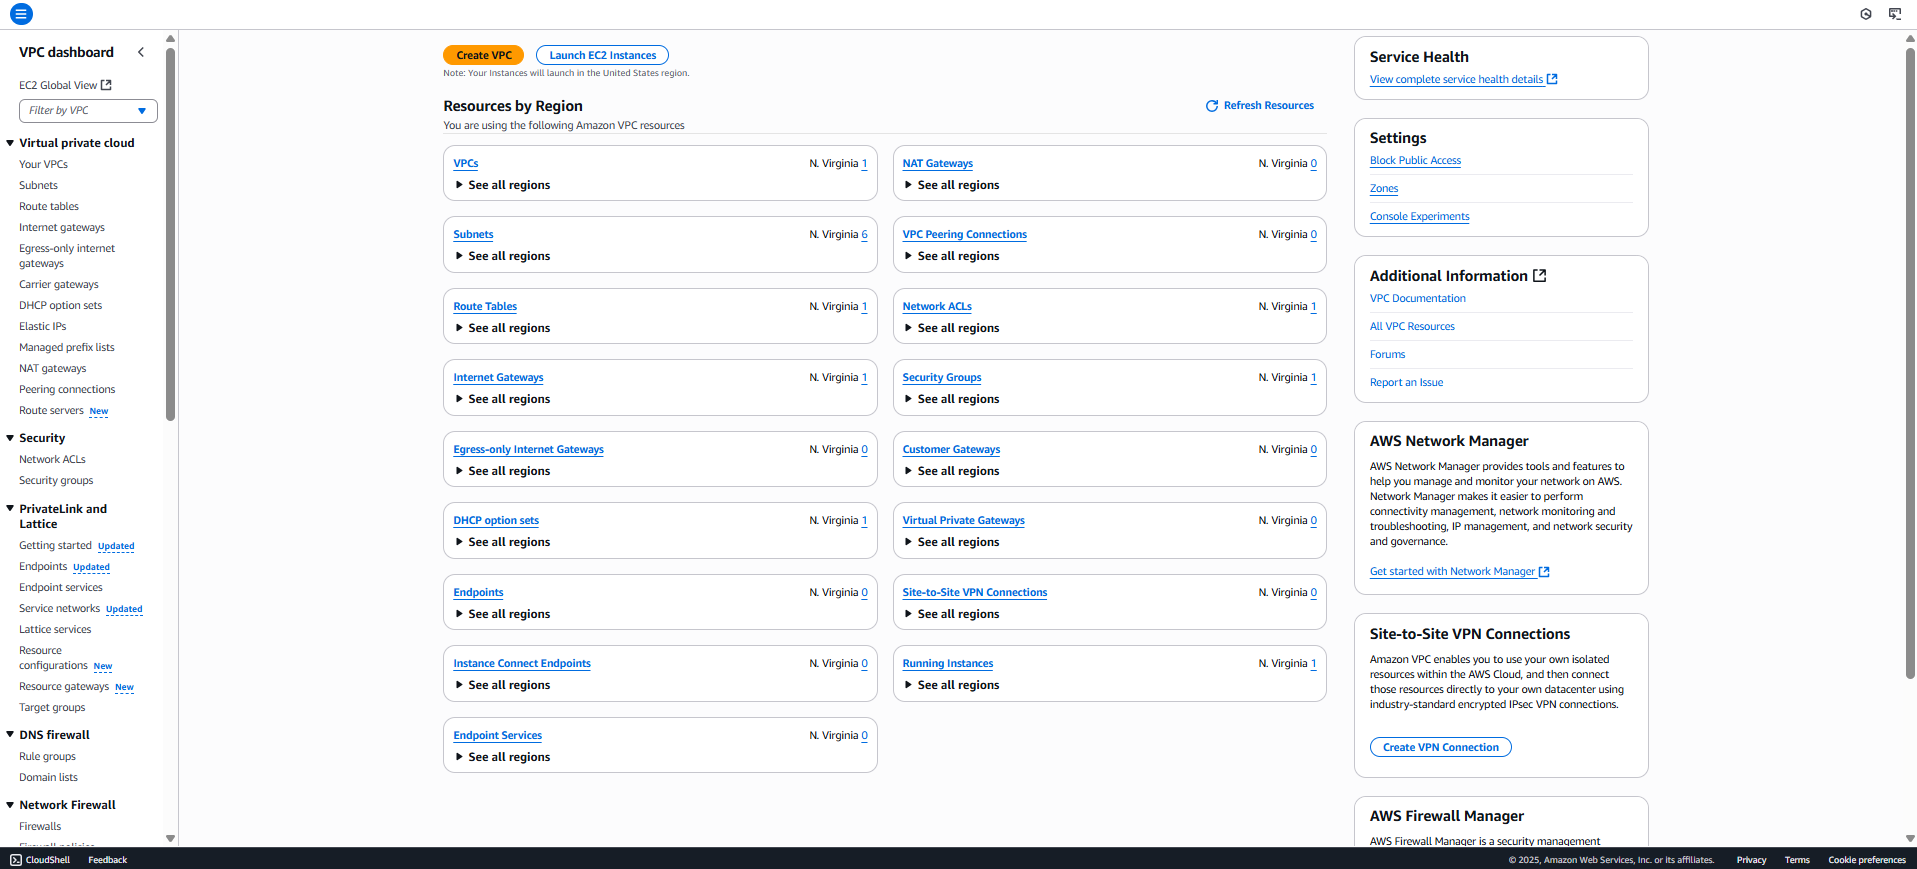 VPC dashboard
EC2 Global View
Filter by VPC
Virtual private cloud
Your VPCs
Subnets
Route tables
Internet gateways
Egress-only internet
gateways
Carrier gateways
DHCP option sets
Elastic IPs
Managed prefix lists
NAT gateways
Peering connections
Route servers New
Security
Network ACLs
Security groups
PrivateLink and
Lattice
Getting started Updated
Endpoints Updated
Endpoint services
Service networks Updated
Lattice services
Resource
configurations New
Resource gateways New
Target groups
DNS firewall
Rule groups
Domain lists
Network Firewall
Firewalls
Create VPC Launch EC2 Instances
Note: Your Instances will launch in the United States region.
Resources by Region Refresh Resources
You are using the following Amazon VPC resources
VPCs N. Virginia 1
See all regions
NAT Gateways N. Virginia 0
See all regions
Subnets N. Virginia 6
See all regions
VPC Peering Connections N. Virginia 0
See all regions
Route Tables N. Virginia 1
See all regions
Network ACLs N. Virginia 1
See all regions
Internet Gateways N. Virginia 1
See all regions
Security Groups N. Virginia 1
See all regions
Egress-only Internet Gateways N. Virginia 0
See all regions
Customer Gateways N. Virginia 0
See all regions
DHCP option sets N. Virginia 1
See all regions
Virtual Private Gateways N. Virginia 0
See all regions
Endpoints N. Virginia 0
See all regions
Site-to-Site VPN Connections N. Virginia 0
See all regions
Instance Connect Endpoints N. Virginia 0
See all regions
Running Instances N. Virginia 1
See all regions
Endpoint Services N. Virginia 0
See all regions
Service Health
View complete service health details
Settings
Block Public Access
Zones
Console Experiments
Additional Information
VPC Documentation
All VPC Resources
Forums
Report an Issue
AWS Network Manager
AWS Network Manager provides tools and features to
help you manage and monitor your network on AWS.
Network Manager makes it easier to perform
connectivity management, network monitoring and
troubleshooting, IP management, and network security
and governance.
Get started with Network Manager
Site-to-Site VPN Connections
Amazon VPC enables you to use your own isolated
resources within the AWS Cloud, and then connect
those resources directly to your own datacenter using
industry-standard encrypted IPsec VPN connections.
Create VPN Connection
AWS Firewall Manager
AWS Firewall Manager is a security management
CloudShell Feedback © 2025, Amazon Web Services, Inc. or its affiliates. Privacy Terms Cookie preferences